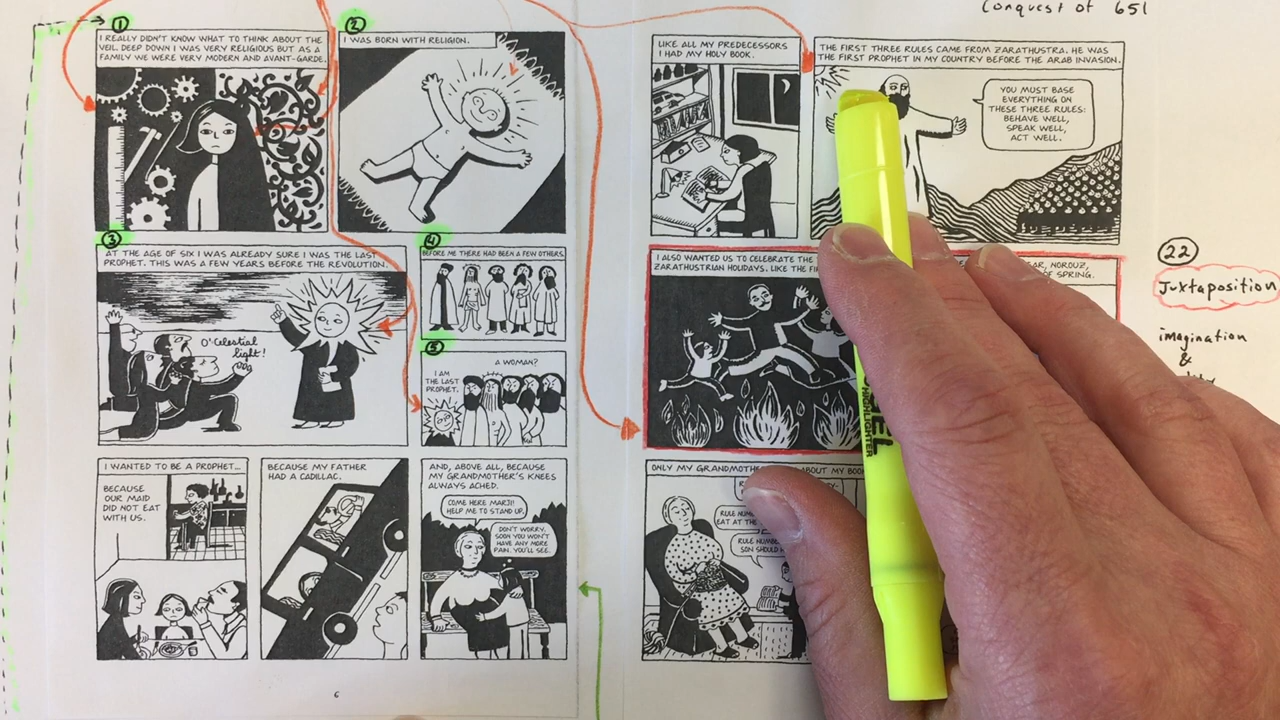 Conquest of 651
①
I REALLY DIDN'T KNOW WHAT TO THINK ABOUT THE
VEIL. DEEP DOWN I WAS VERY RELIGIOUS BUT AS A
FAMILY WE WERE VERY MODERN AND AVANT-GARDE.
②
I WAS BORN WITH RELIGION.
③
AT THE AGE OF SIX I WAS ALREADY SURE I WAS THE LAST
PROPHET. THIS WAS A FEW YEARS BEFORE THE REVOLUTION.
O' Celestial
light!
④
BEFORE ME THERE HAD BEEN A FEW OTHERS.
⑤
A WOMAN?
I AM
THE LAST
PROPHET.
I WANTED TO BE A PROPHET...
BECAUSE
OUR MAID
DID NOT EAT
WITH US.
BECAUSE MY FATHER
HAD A CADILLAC.
AND, ABOVE ALL, BECAUSE
MY GRANDMOTHER'S KNEES
ALWAYS ACHED.
COME HERE MARJI!
HELP ME TO STAND UP.
DON'T WORRY.
SOON YOU WON'T
HAVE ANY MORE
PAIN. YOU'LL SEE.
6
LIKE ALL MY PREDECESSORS
I HAD MY HOLY BOOK.
THE FIRST THREE RULES CAME FROM ZARATHUSTRA. HE WAS
THE FIRST PROPHET IN MY COUNTRY BEFORE THE ARAB INVASION.
YOU MUST BASE
EVERYTHING ON
THESE THREE RULES:
BEHAVE WELL,
SPEAK WELL,
ACT WELL.
I ALSO WANTED US TO CELEBRATE THE NOROUZ,
ZARATHUSTRIAN HOLIDAYS. LIKE THE OF SPRING.
ONLY MY ABOUT MY
RULE
EAT AT THE
RULE
SON SHOULD
HIGHLIGHTER
㉒
Juxtaposition
imagination
&